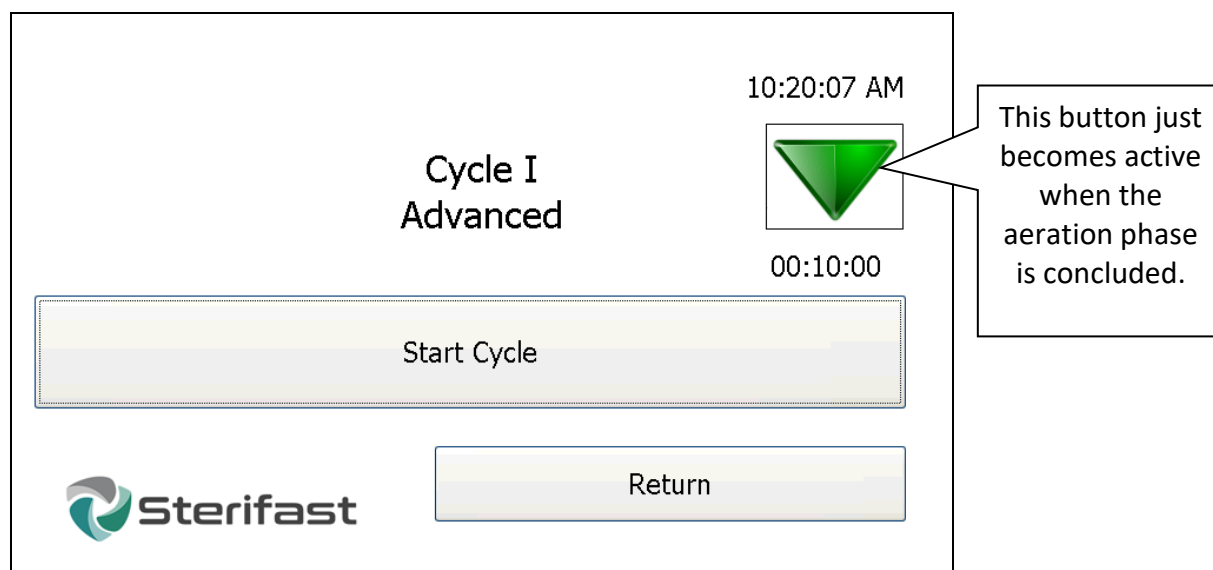 10:20:07 AM
Cycle I
Advanced
00:10:00
Start Cycle
Return
Sterifast
This button just
becomes active
when the
aeration phase
is concluded.